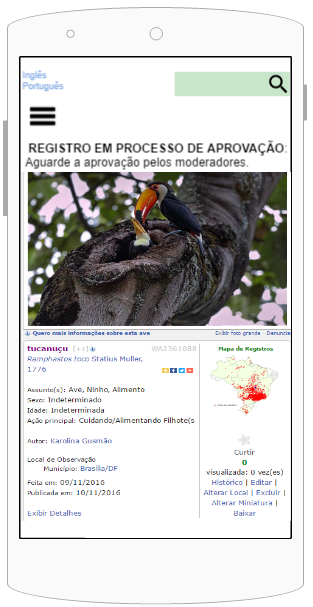 Inglês
Português
REGISTRO EM PROCESSO DE APROVAÇÃO:
Aguarde a aprovação pelos moderadores.
Quero mais informações sobre esta ave
Exibir foto grande - Denuncia
tucanuçu [+] WA2361088
Ramphastos toco Statius Muller,
1776
Assunto(s): Ave, Ninho, Alimento
Sexo: Indeterminado
Idade: Indeterminada
Ação principal: Cuidando/Alimentando Filhote(s
Autor: Karolina Gusmão
Local de Observação
Município: Brasília/DF
Feita em: 09/11/2016
Publicada em: 10/11/2016
Exibir Detalhes
Mapa de Registros
Curtir
0
visualizada: 0 vez(es)
Histórico | Editar |
Alterar Local | Excluir |
Alterar Miniatura |
Baixar